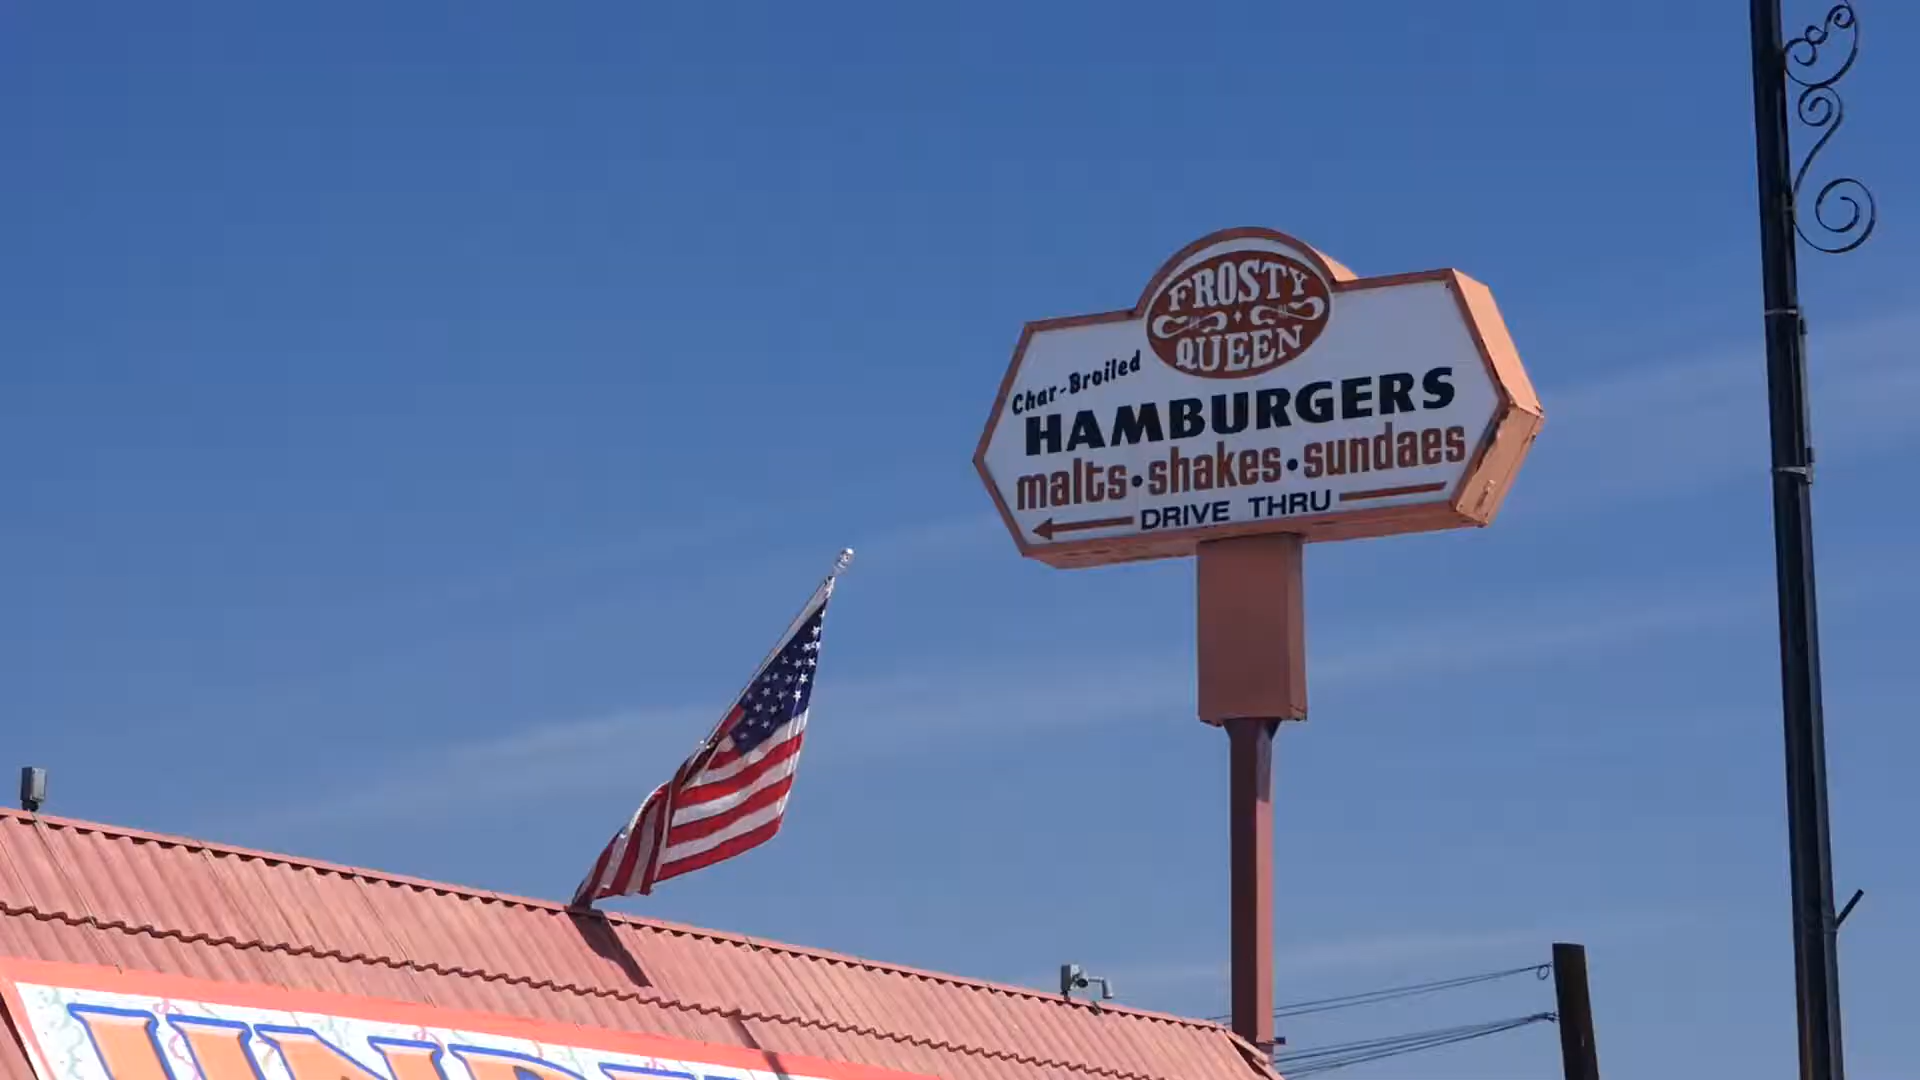 FROSTY
QUEEN
Char-Broiled
HAMBURGERS
malts•shakes•sundaes
DRIVE THRU